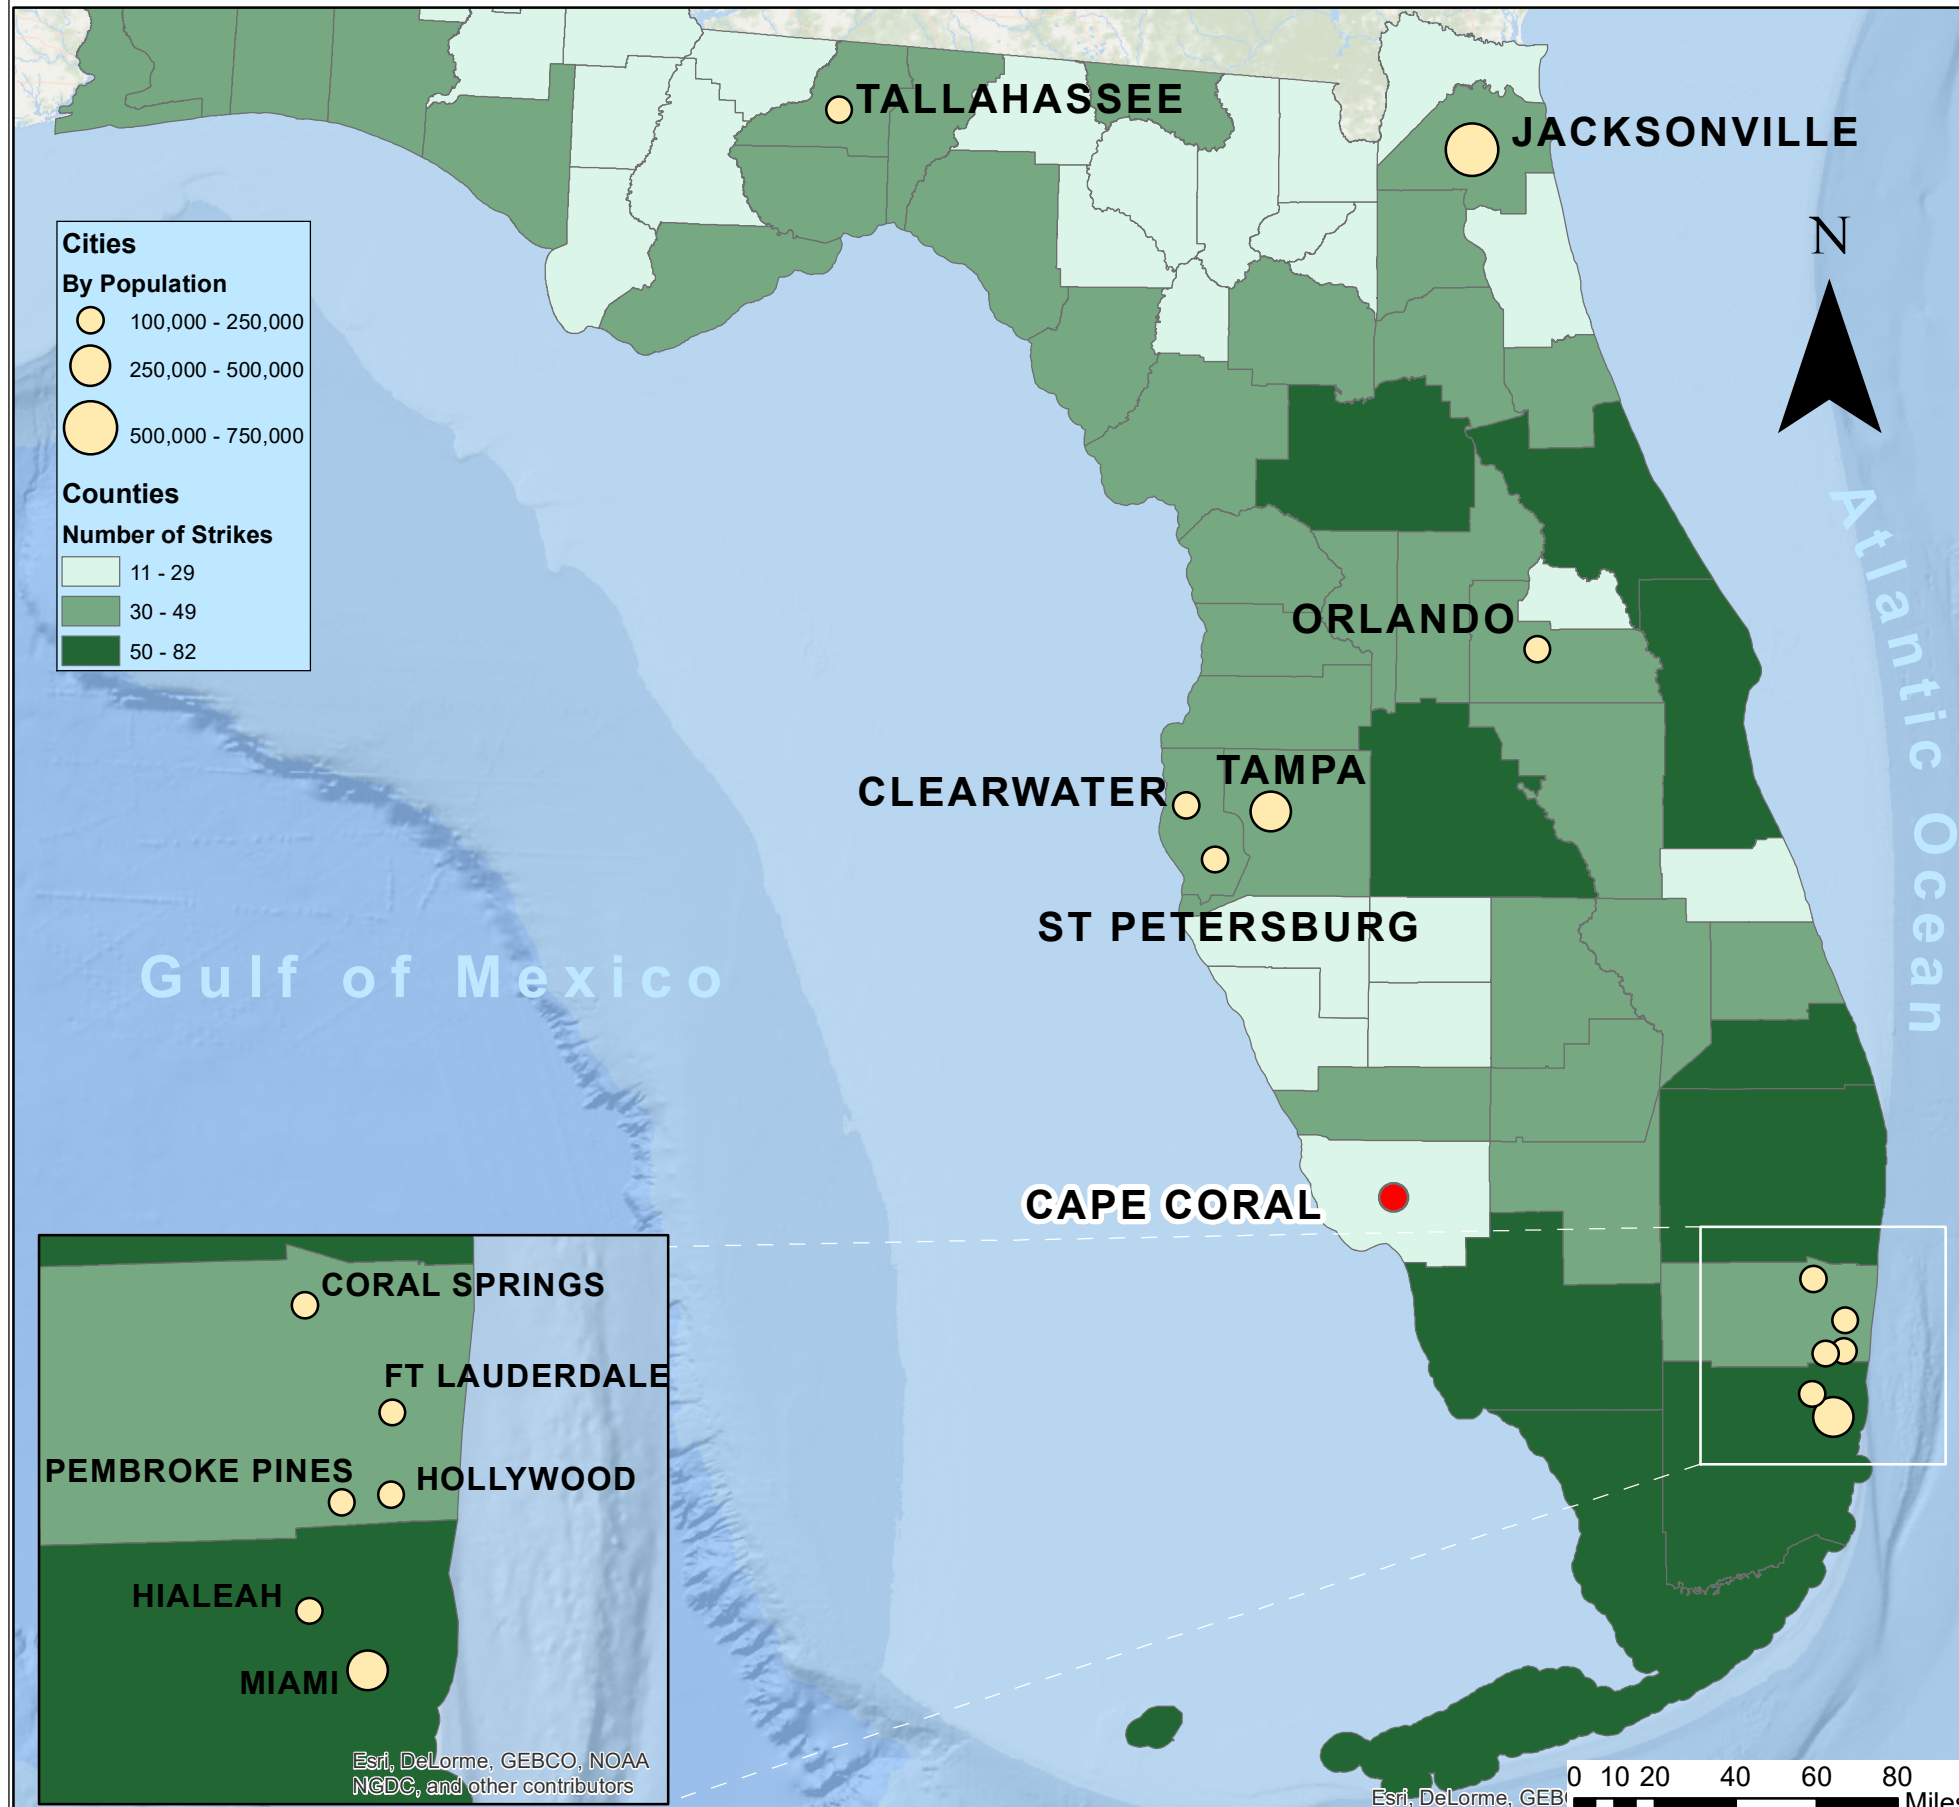 TALLAHASSEE
JACKSONVILLE
N
Cities
By Population
100,000 - 250,000
250,000 - 500,000
500,000 - 750,000
Counties
Number of Strikes
11 - 29
30 - 49
50 - 82
Atlantic Ocean
ORLANDO
TAMPA
CLEARWATER
ST PETERSBURG
Gulf of Mexico
CAPE CORAL
CORAL SPRINGS
FT LAUDERDALE
PEMBROKE PINES
HOLLYWOOD
HIALEAH
MIAMI
Esri, DeLorme, GEBCO, NOAA
NGDC, and other contributors
0 10 20 40 60 80
Miles
Esri, DeLorme, GEB